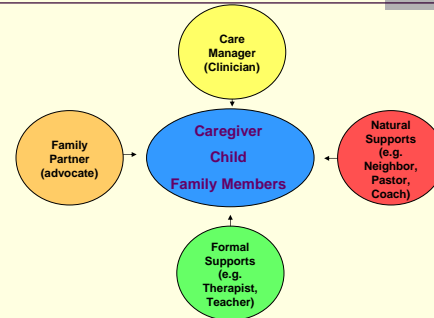 Care
Manager
(Clinician)
Family
Partner
(advocate)
Caregiver
Child
Family Members
Natural
Supports
(e.g.
Neighbor,
Pastor,
Coach)
Formal
Supports
(e.g.
Therapist,
Teacher)